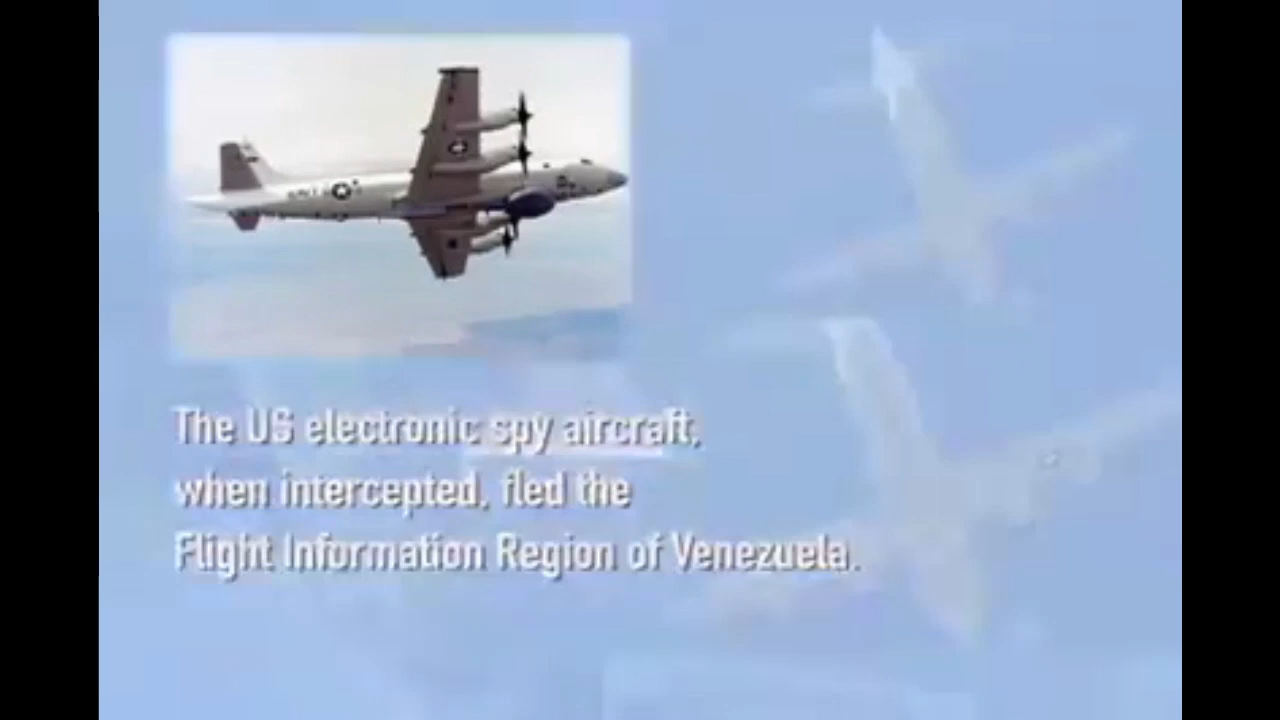 The US electronic spy aircraft,
when intercepted, fled the
Flight Information Region of Venezuela.